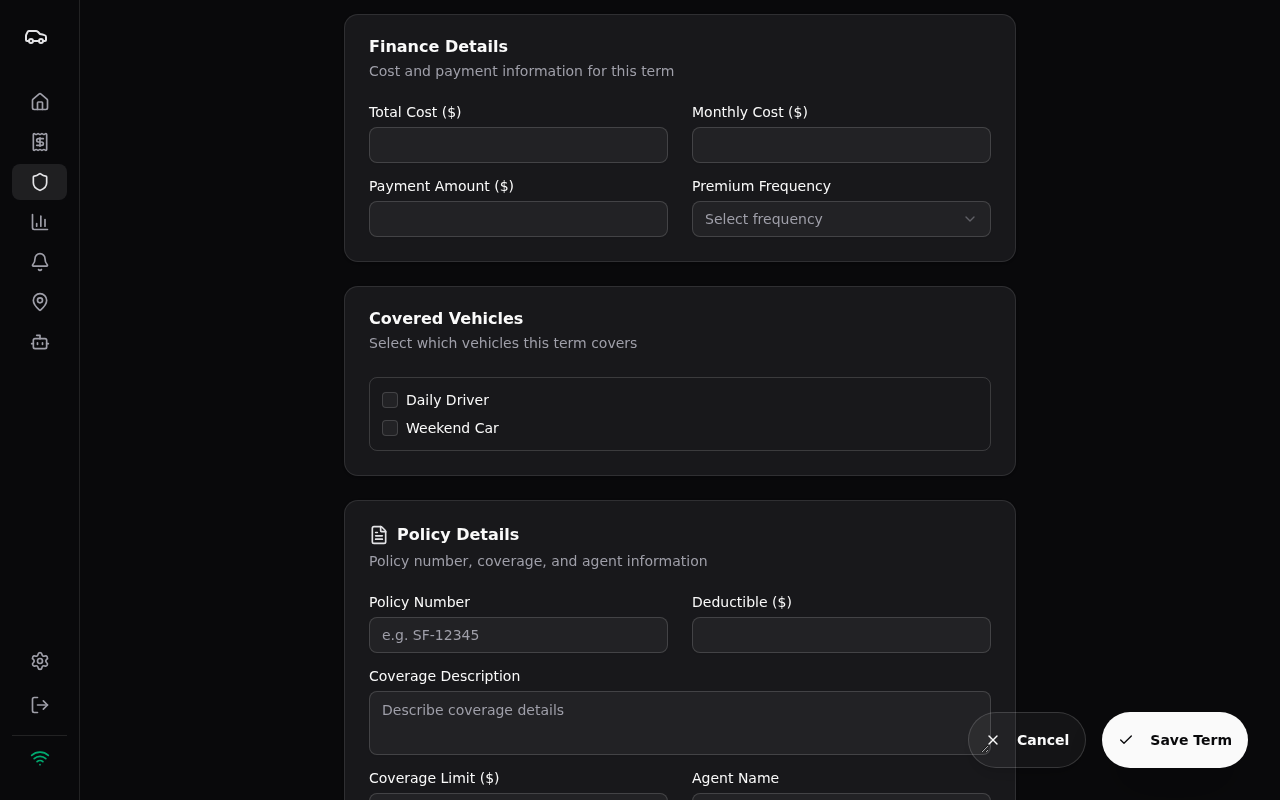 Finance Details
Cost and payment information for this term
Total Cost ($)
Monthly Cost ($)
Payment Amount ($)
Premium Frequency
Select frequency
Covered Vehicles
Select which vehicles this term covers
Daily Driver
Weekend Car
Policy Details
Policy number, coverage, and agent information
Policy Number
Deductible ($)
e.g. SF-12345
Coverage Description
Describe coverage details
Cancel
Save Term
Coverage Limit ($)
Agent Name